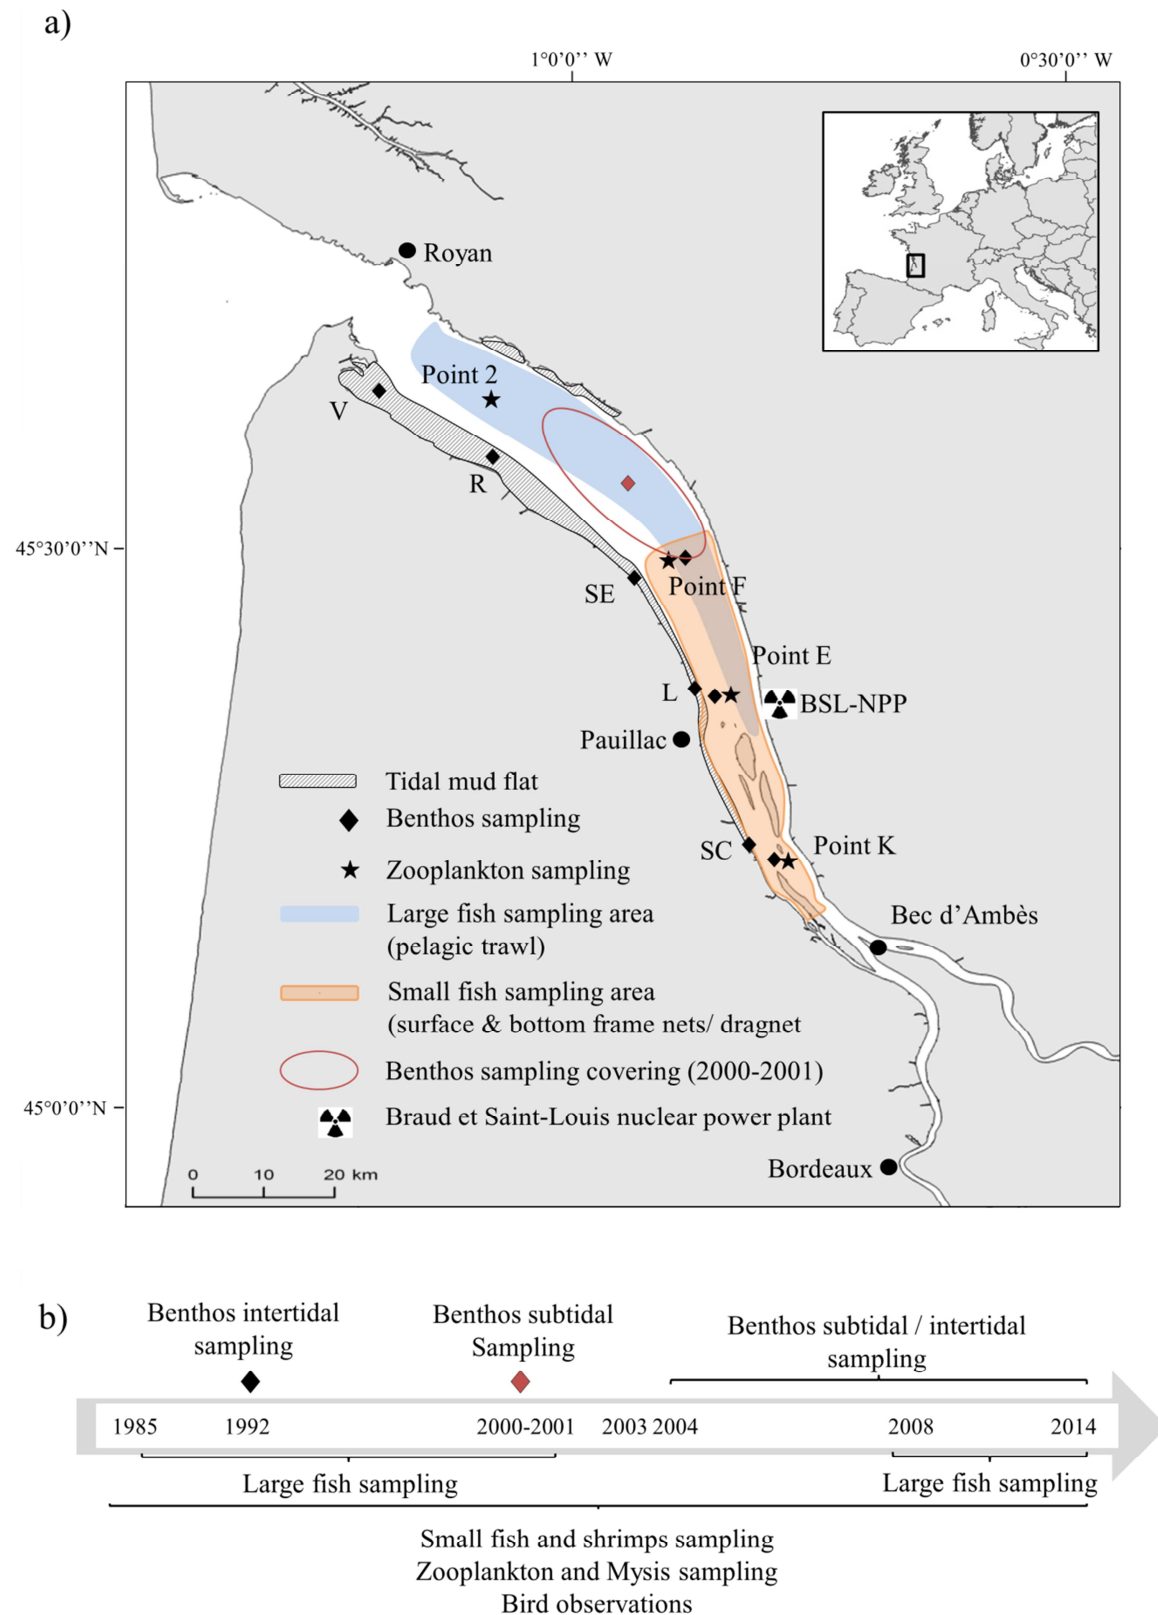 a)
1°0'0'' W
0°30'0'' W
Royan
Point 2
V
R
45°30'0''N
SE
Point F
Point E
L
BSL-NPP
Pauillac
Tidal mud flat
Benthos sampling
SC
Point K
Zooplankton sampling
Large fish sampling area
(pelagic trawl)
Bec d'Ambès
Small fish sampling area
(surface & bottom frame nets/ dragnet
Benthos sampling covering (2000-2001)
45°0'0''N
Braud et Saint-Louis nuclear power plant
0 10 20 km
Bordeaux
b)
Benthos intertidal
sampling
Benthos subtidal
Sampling
Benthos subtidal / intertidal
sampling
1985 1992 2000-2001 2003 2004 2008 2014
Large fish sampling
Large fish sampling
Small fish and shrimps sampling
Zooplankton and Mysis sampling
Bird observations